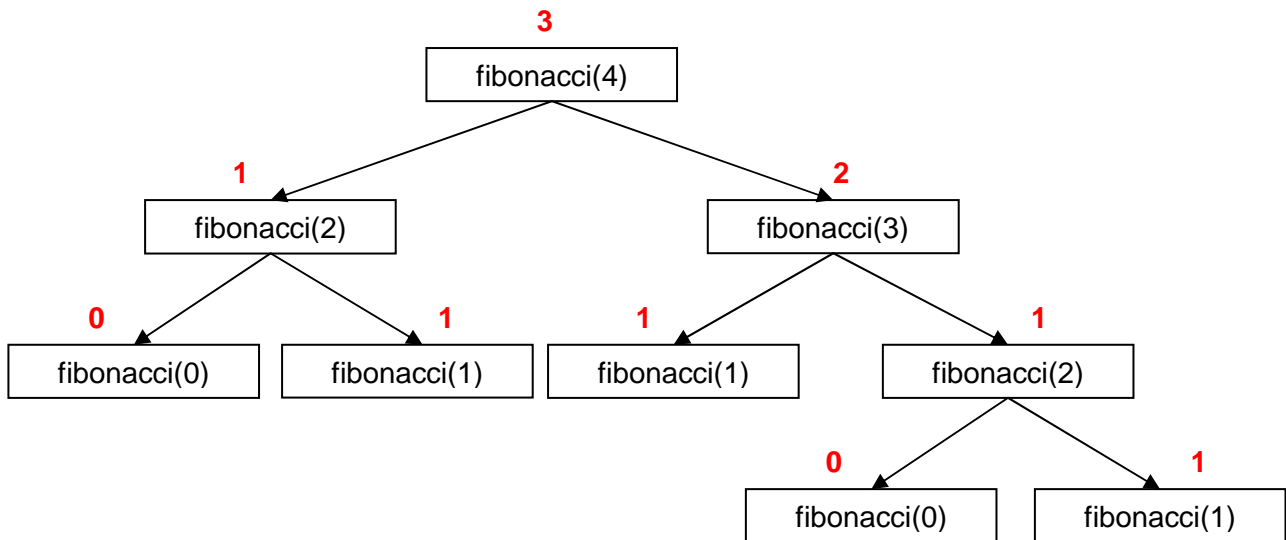 3
fibonacci(4)
1 2
fibonacci(2) fibonacci(3)
0 1 1 1
fibonacci(0) fibonacci(1) fibonacci(1) fibonacci(2)
0 1
fibonacci(0) fibonacci(1)